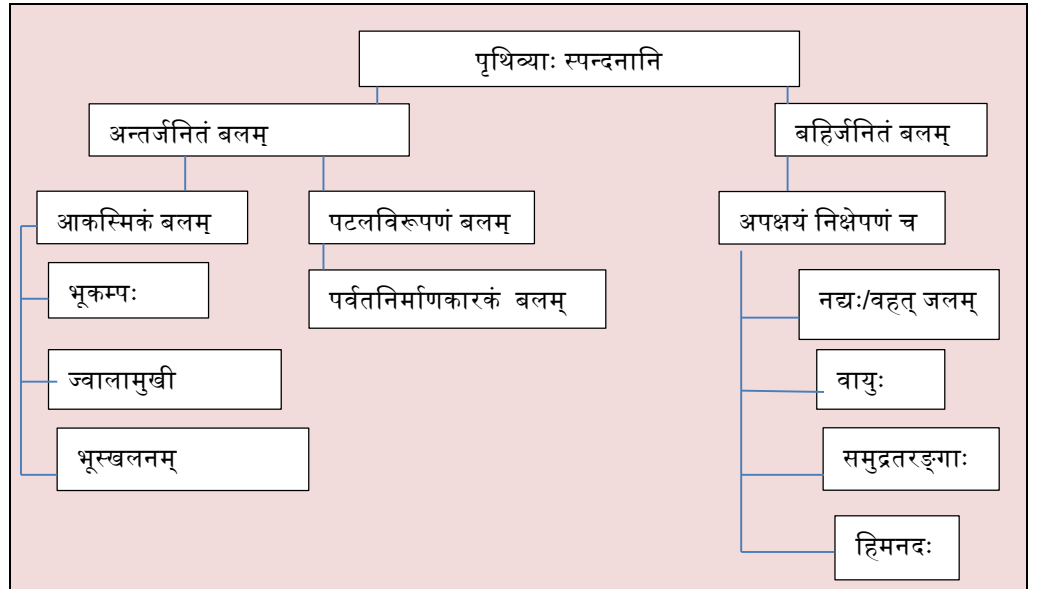 पृथिव्याः स्पन्दनानि
अन्तर्जनितं बलम्
बहिर्जनितं बलम्
आकस्मिकं बलम्
पटलविरूपणं बलम्
अपक्षयं निक्षेपणं च
भूकम्पः
पर्वतनिर्माणकारकं बलम्
नद्यः/वहत् जलम्
ज्वालामुखी
वायुः
भूस्खलनम्
समुद्रतरङ्गाः
हिमनदः